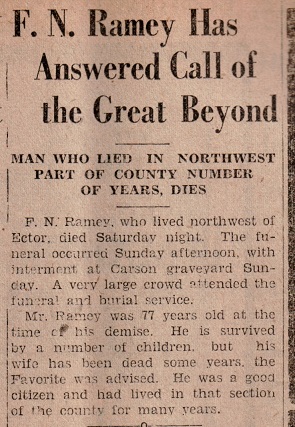 F. N. Ramey Has
Answered Call of
the Great Beyond
MAN WHO LIED IN NORTHWEST
PART OF COUNTY NUMBER
OF YEARS, DIES
F. N. Ramey, who lived northwest of
Ector, died Saturday night. The fu-
neral occurred Sunday afternoon, with
interment at Carson graveyard Sun-
day. A very large crowd attended the
funeral and burial service.
Mr. Ramey was 77 years old at the
time of his demise. He is survived
by a number of children, but his
wife has been dead some years, the
Favorite was advised. He was a good
citizen and had lived in that section
of the county for many years.